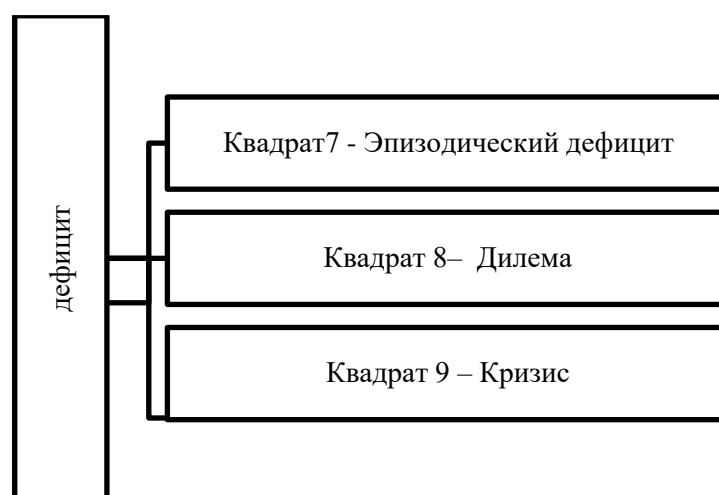 дефицит
Квадрат7 - Эпизодический дефицит
Квадрат 8– Дилема
Квадрат 9 – Кризис